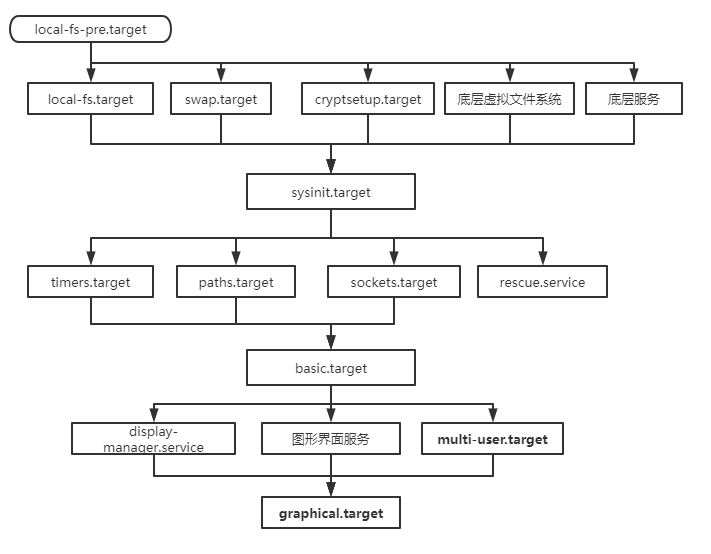 local-fs-pre.target
local-fs.target
swap.target
cryptsetup.target
底层虚拟文件系统
底层服务
sysinit.target
timers.target
paths.target
sockets.target
rescue.service
basic.target
display-
manager.service
图形界面服务
multi-user.target
graphical.target